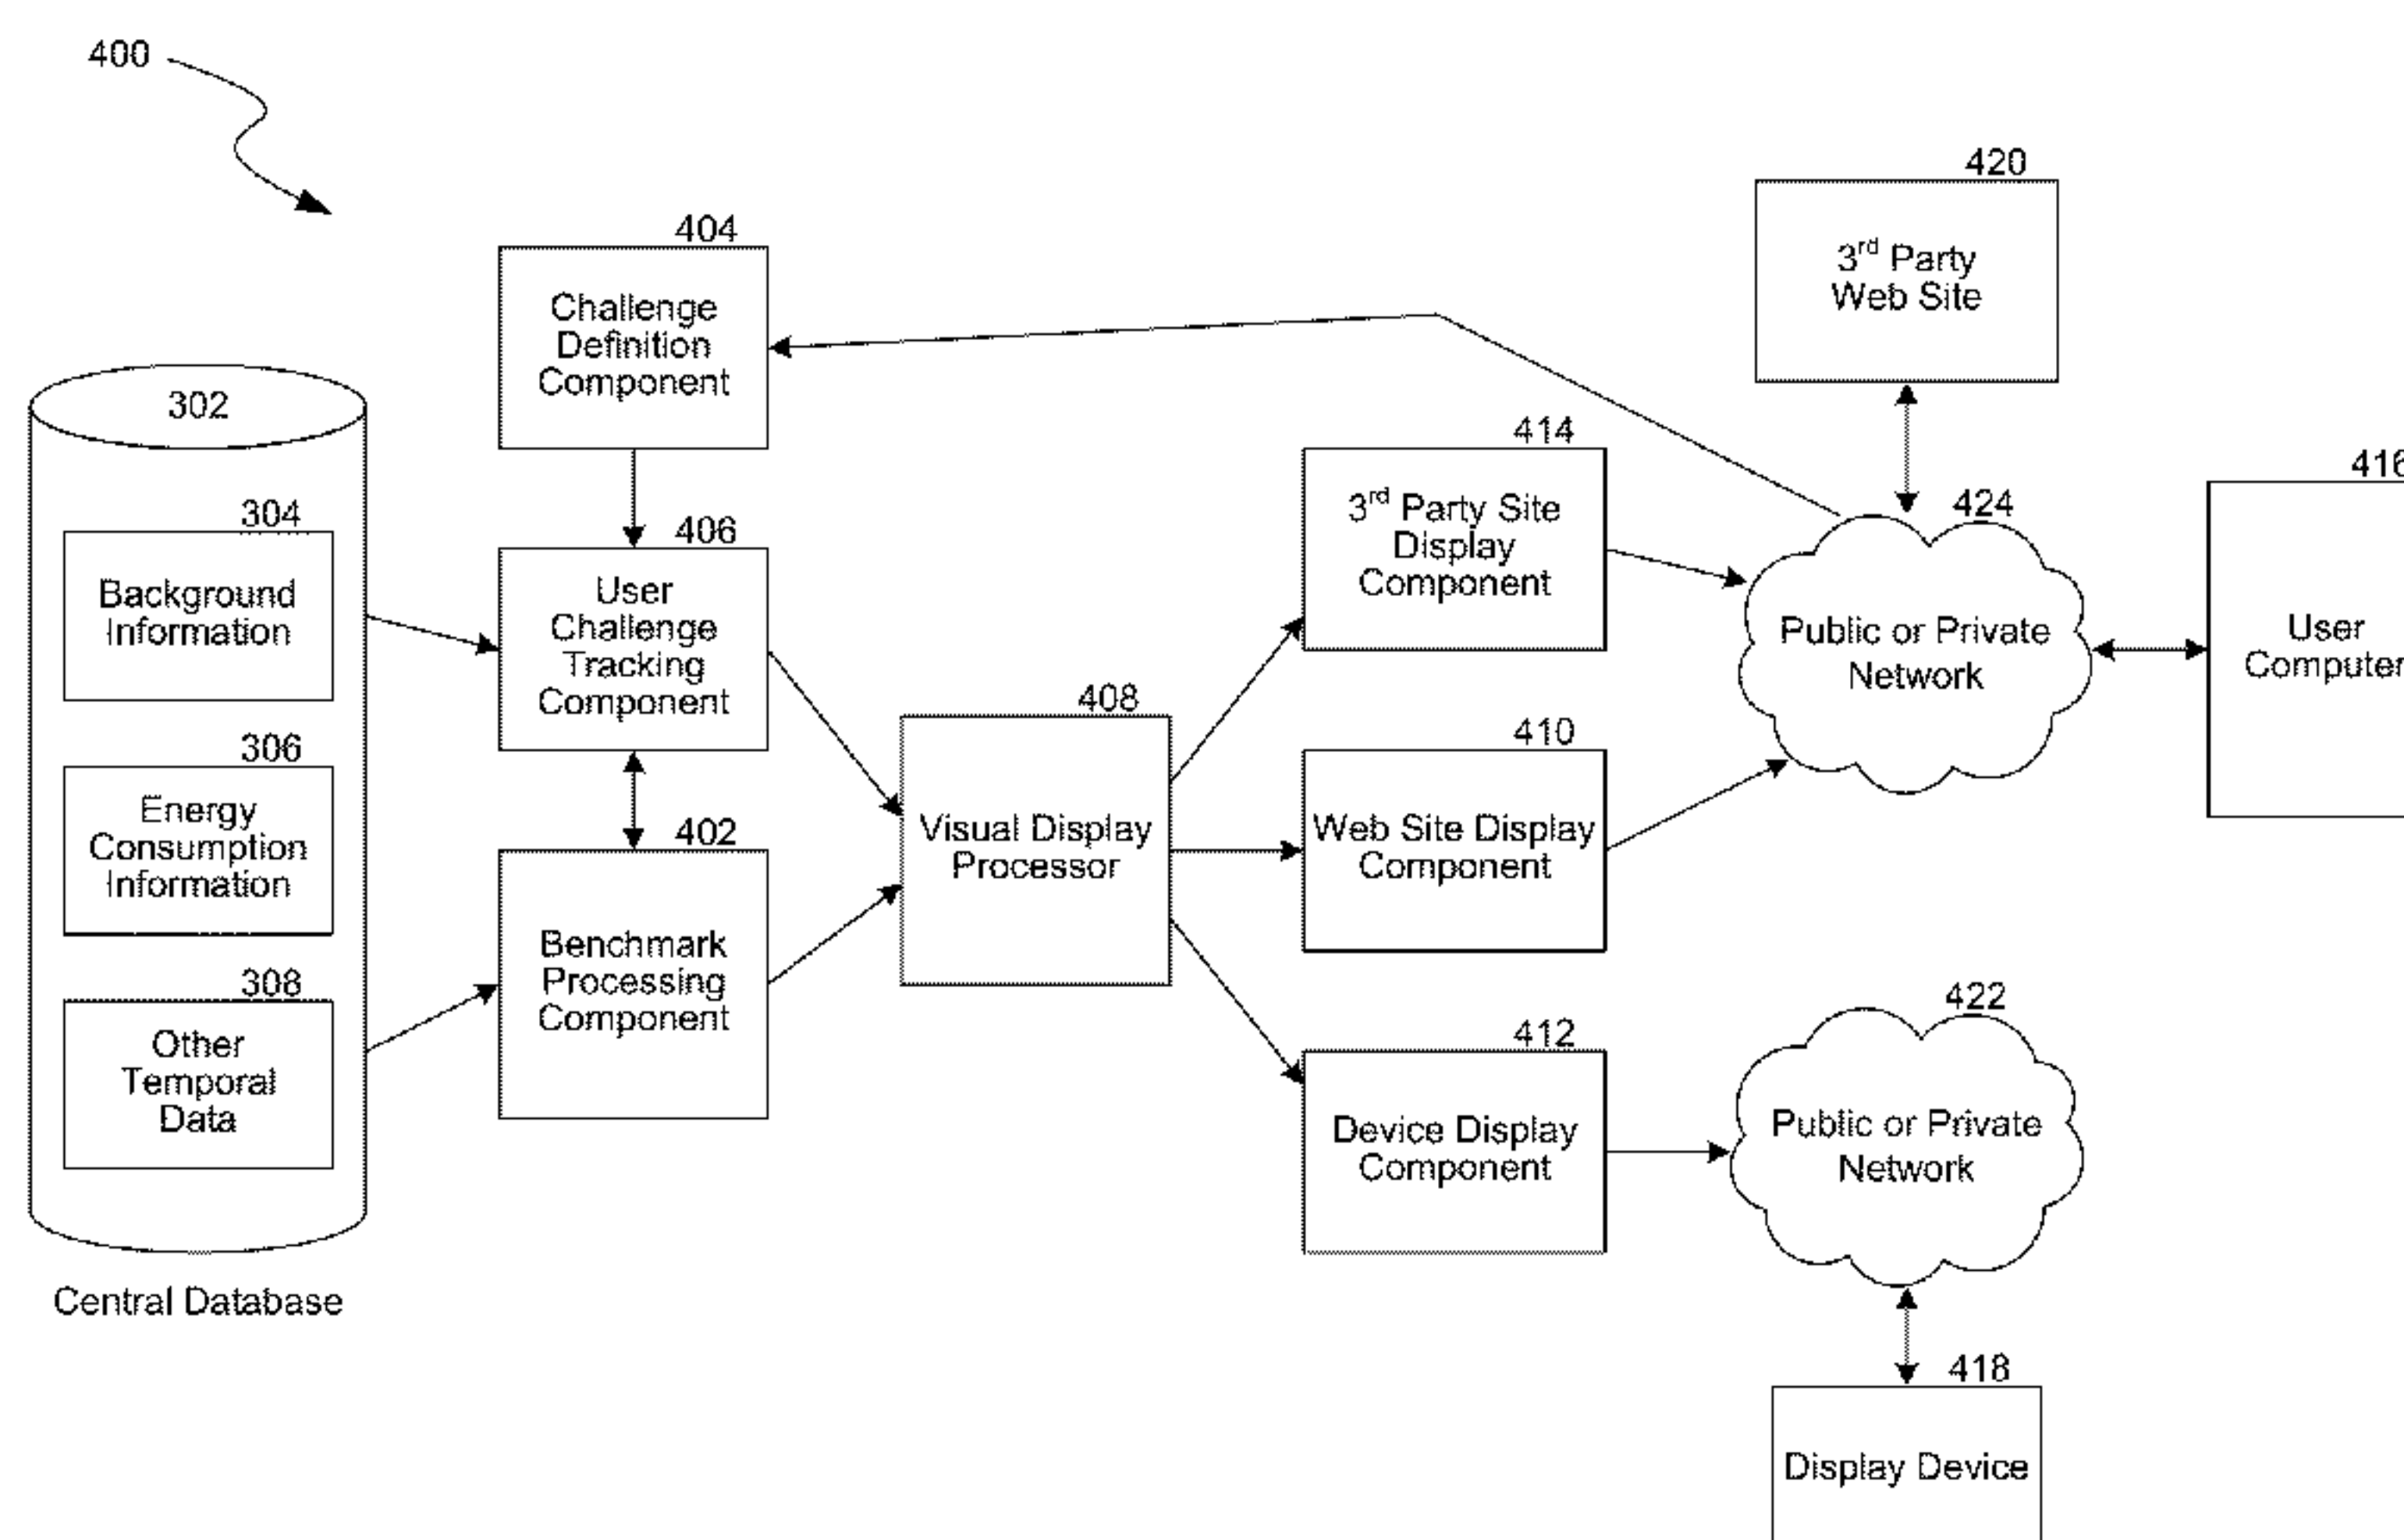 400
420
3rd Party
Web Site
404
Challenge
Definition
Component
302
414
3rd Party Site
Display
Component
416
User
Computer
424
Public or Private
Network
304
Background
Information
406
User
Challenge
Tracking
Component
408
Visual Display
Processor
410
Web Site Display
Component
306
Energy
Consumption
Information
402
Benchmark
Processing
Component
308
Other
Temporal
Data
412
Device Display
Component
422
Public or Private
Network
Central Database
418
Display Device